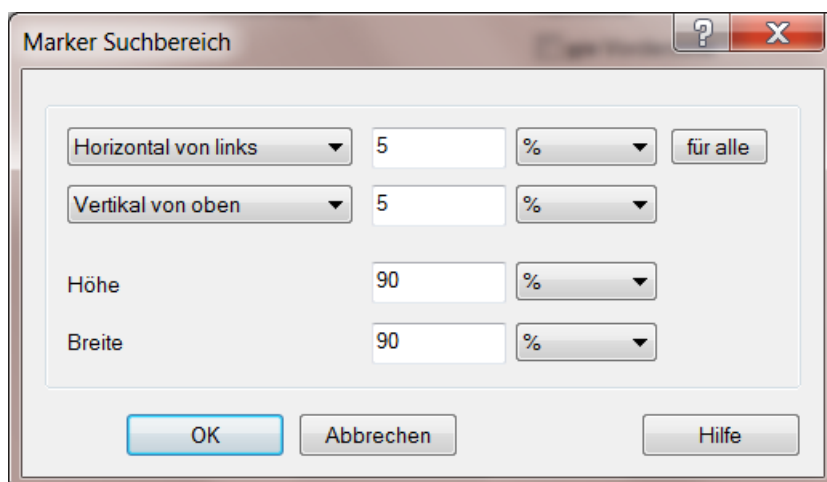 Marker Suchbereich
Horizontal von links 5 % für alle
Vertikal von oben 5 %
Höhe 90 %
Breite 90 %
OK Abbrechen Hilfe